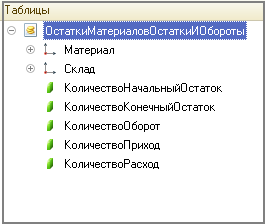 Таблицы
ОстаткиМатериаловОстаткиИОбороты
Материал
Склад
КоличествоНачальныйОстаток
КоличествоКонечныйОстаток
КоличествоОборот
КоличествоПриход
КоличествоРасход